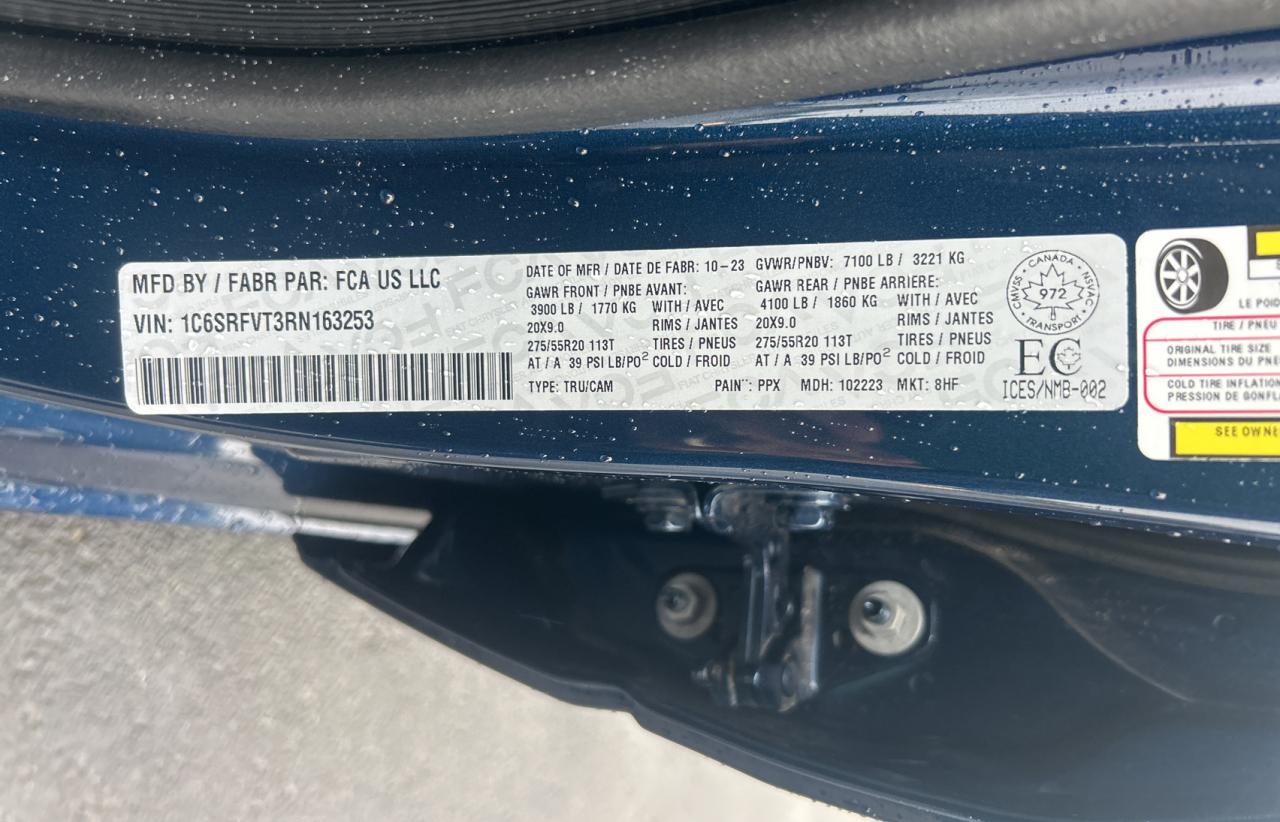 MFD BY / FABR PAR: FCA US LLC
VIN: 1C6SRFVT3RN163253
DATE OF MFR / DATE DE FABR: 10-23 GVWR/PNBV: 7100 LB / 3221 KG
GAWR FRONT / PNBE AVANT: GAWR REAR / PNBE ARRIERE:
3900 LB / 1770 KG WITH / AVEC 4100 LB / 1860 KG WITH / AVEC
20X9.0 RIMS / JANTES 20X9.0 RIMS / JANTES
275/55R20 113T TIRES / PNEUS 275/55R20 113T TIRES / PNEUS
AT / A 39 PSI LB/PO² COLD / FROID AT / A 39 PSI LB/PO² COLD / FROID
TYPE: TRU/CAM PAINT: PPX MDH: 102223 MKT: 8HF
CANADA
CMVSS 972 NSVAC
TRANSPORT
EC
ICES/NMB-002
LE POI
TIRE / PNEU
ORIGINAL TIRE SIZE
DIMENSIONS DU PN
COLD TIRE INFLATION
PRESSION DE GONFL
SEE OWNE